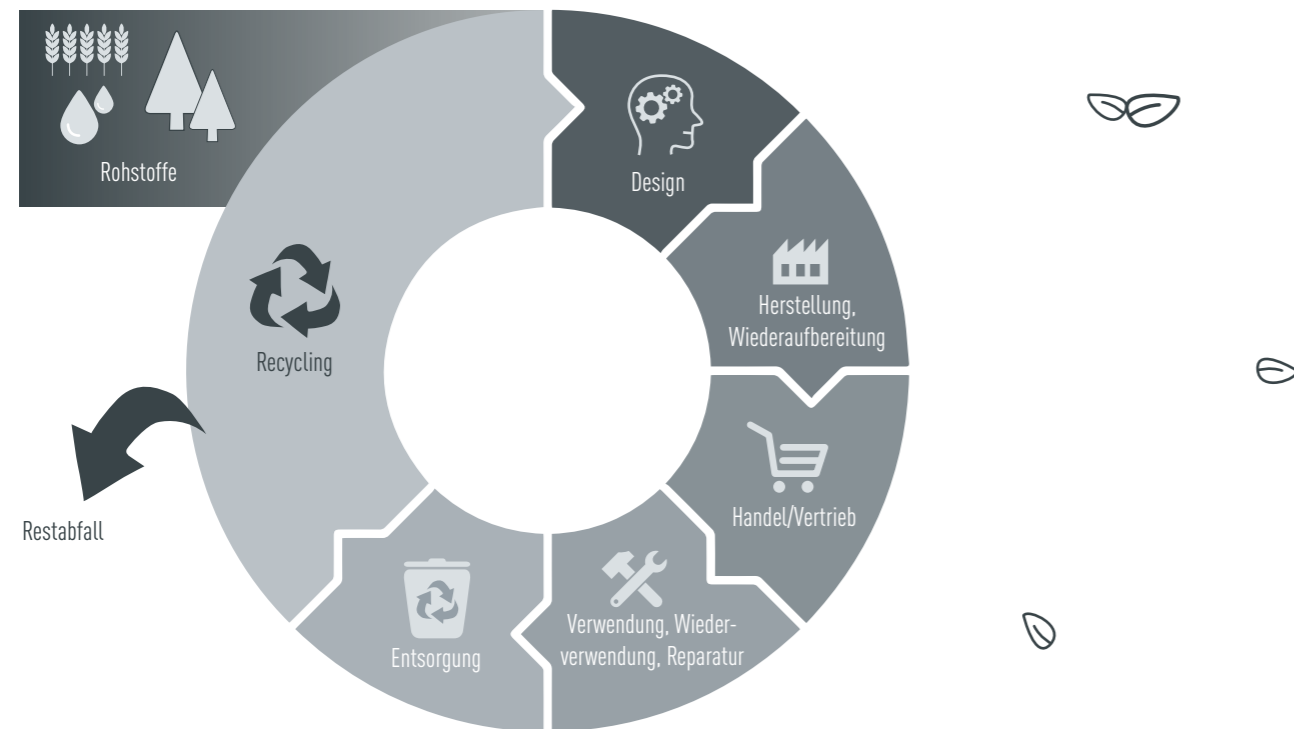 Rohstoffe
Design
Herstellung,
Wiederaufbereitung
Recycling
Handel/Vertrieb
Restabfall
Verwendung, Wieder-
verwendung, Reparatur
Entsorgung